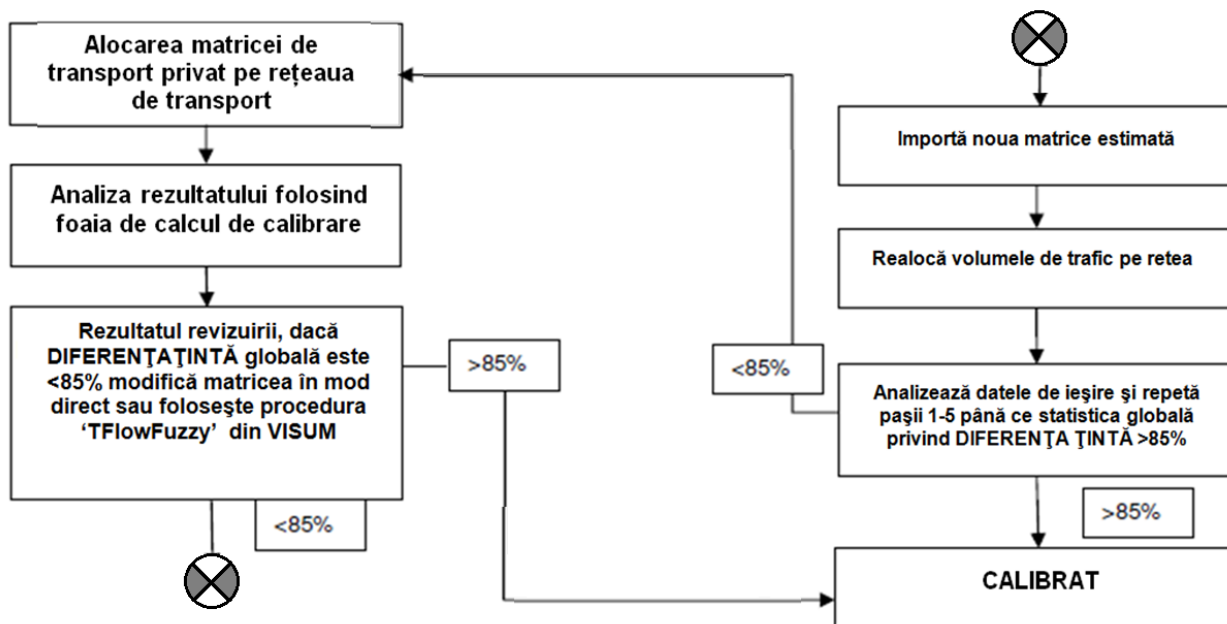 Alocarea matricei de
transport privat pe rețeaua
de transport
Analiza rezultatului folosind
foaia de calcul de calibrare
Rezultatul revizuirii, dacă
DIFERENŢAŢINTĂ globală este
<85% modifică matricea în mod
direct sau foloseşte procedura
‘TFlowFuzzy’ din VISUM
>85%
<85%
Importă noua matrice estimată
Realocă volumele de trafic pe retea
<85%
Analizează datele de ieşire şi repetă
paşii 1-5 până ce statistica globală
privind DIFERENŢA ŢINTĂ >85%
>85%
CALIBRAT